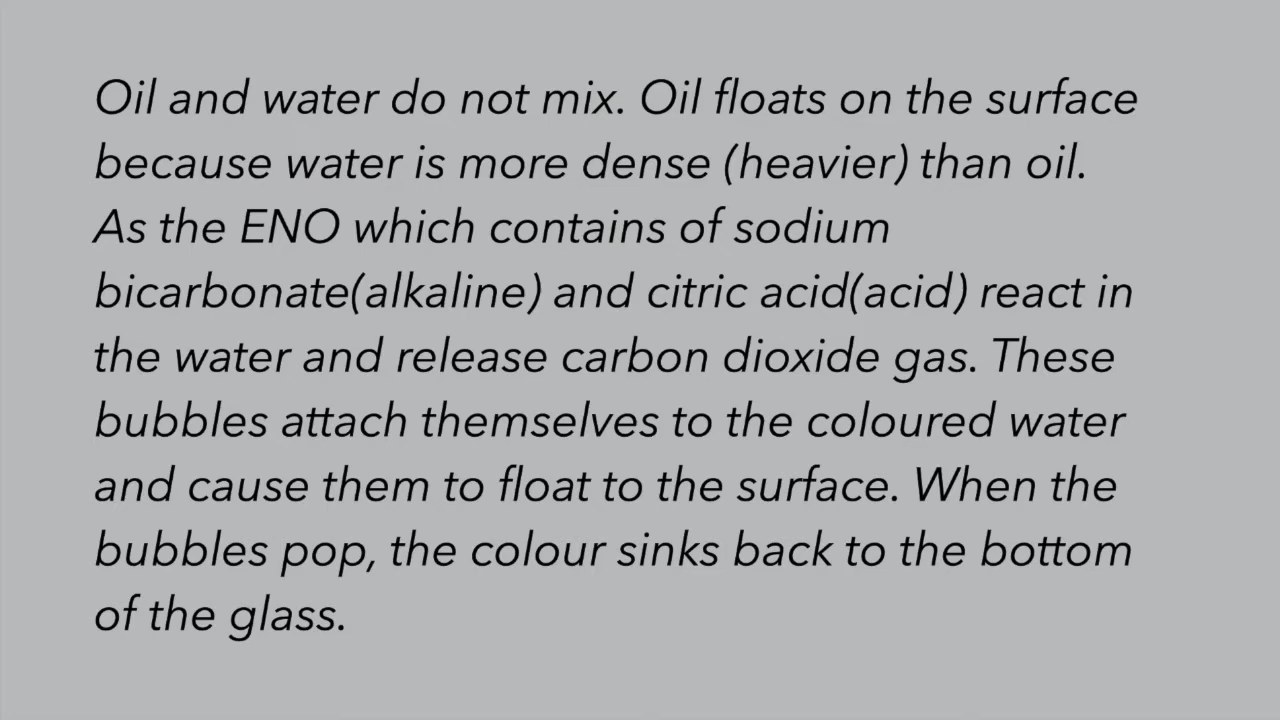 Oil and water do not mix. Oil floats on the surface
because water is more dense (heavier) than oil.
As the ENO which contains of sodium
bicarbonate(alkaline) and citric acid(acid) react in
the water and release carbon dioxide gas. These
bubbles attach themselves to the coloured water
and cause them to float to the surface. When the
bubbles pop, the colour sinks back to the bottom
of the glass.